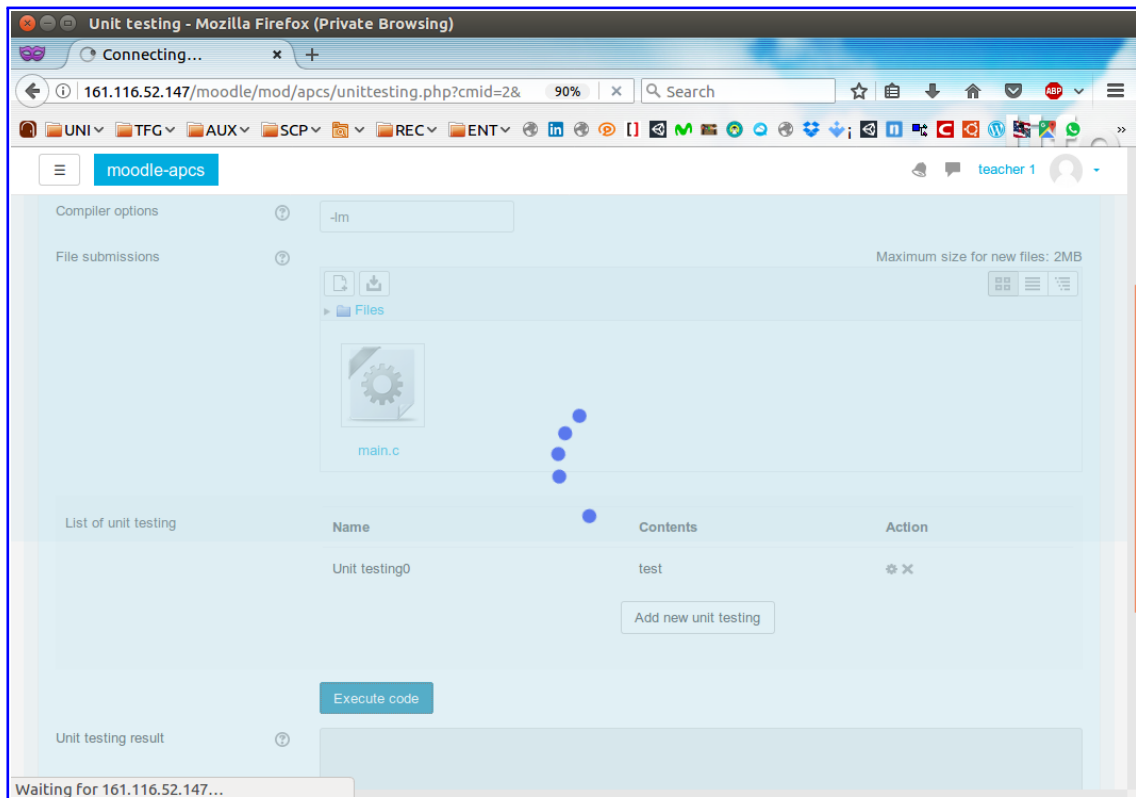 Unit testing - Mozilla Firefox (Private Browsing)
Connecting...
161.116.52.147/moodle/mod/apcs/unittesting.php?cmid=2& 90% Search
UNI TFG AUX SCP REC ENT
moodle-apcs teacher 1
Compiler options -lm
File submissions Maximum size for new files: 2MB
Files
main.c
List of unit testing Name Contents Action
Unit testing0 test
Add new unit testing
Execute code
Unit testing result
Waiting for 161.116.52.147...